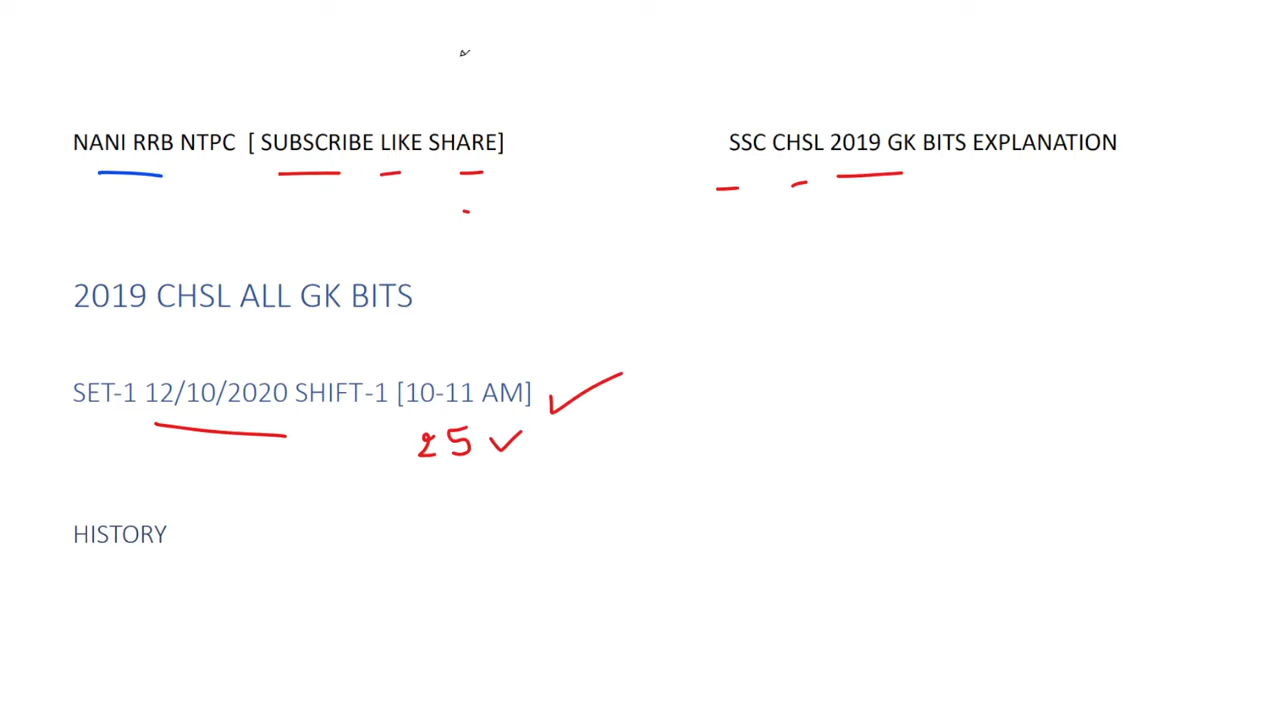 NANI RRB NTPC [ SUBSCRIBE LIKE SHARE]
SSC CHSL 2019 GK BITS EXPLANATION
2019 CHSL ALL GK BITS
SET-1 12/10/2020 SHIFT-1 [10-11 AM]
25
HISTORY